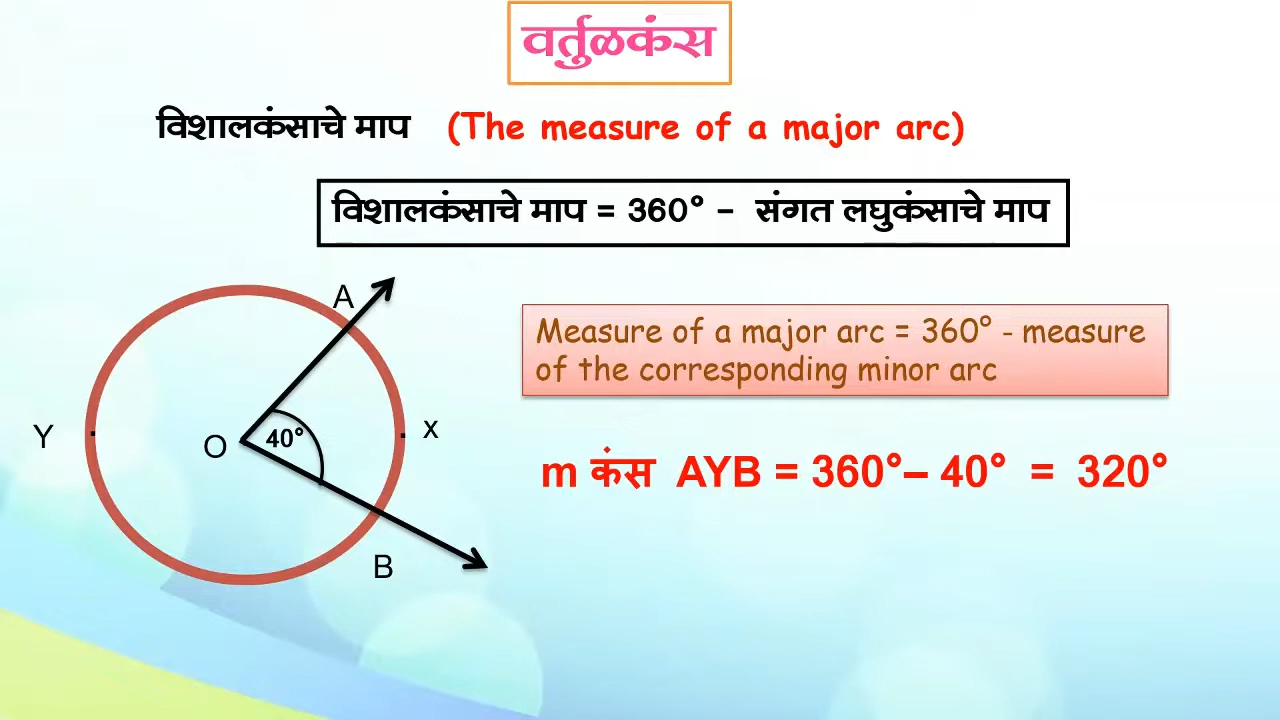 वर्तुळकंस
विशालकंसाचे माप (The measure of a major arc)
विशालकंसाचे माप = 360° – संगत लघुकंसाचे माप
A
Measure of a major arc = 360° - measure
of the corresponding minor arc
Y
O
40°
x
m कंस AYB = 360°– 40° = 320°
B